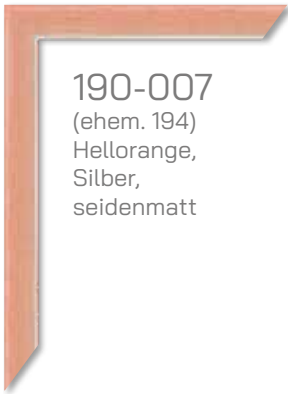 190-007
(ehem. 194)
Hellorange,
Silber,
seidenmatt